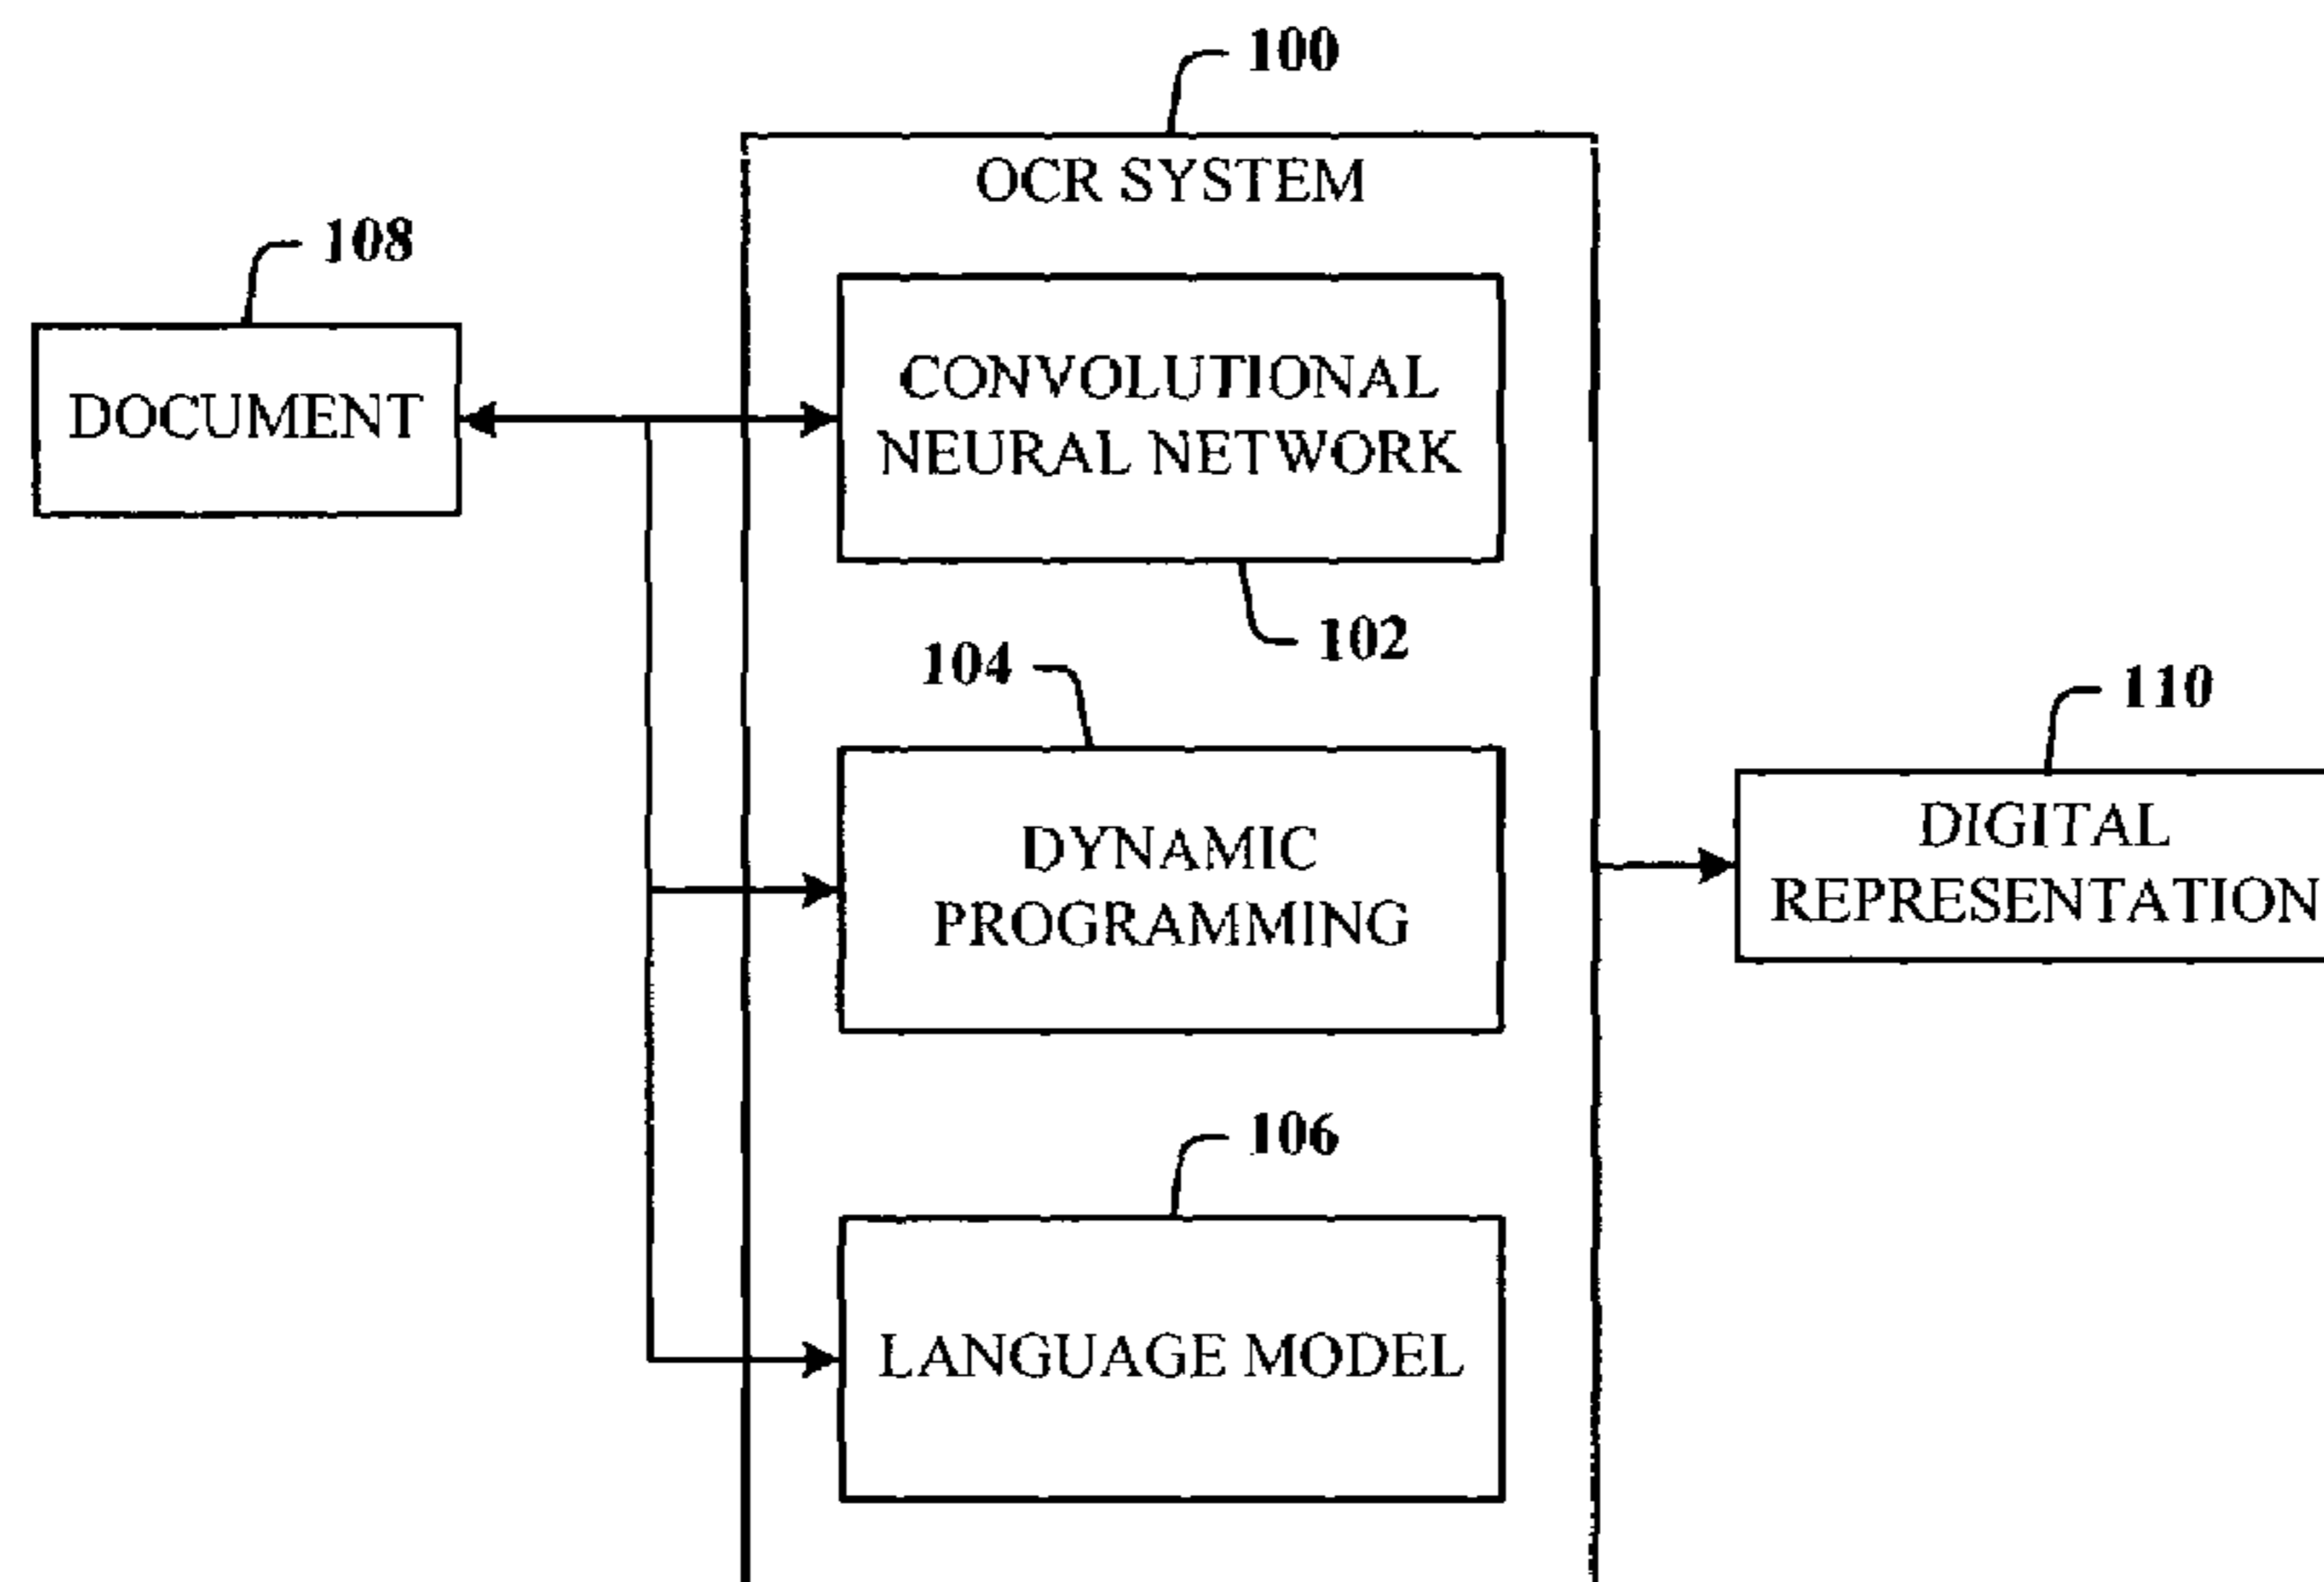 100
OCR SYSTEM
108
DOCUMENT
CONVOLUTIONAL
NEURAL NETWORK
102
104
DYNAMIC
PROGRAMMING
110
DIGITAL
REPRESENTATION
106
LANGUAGE MODEL